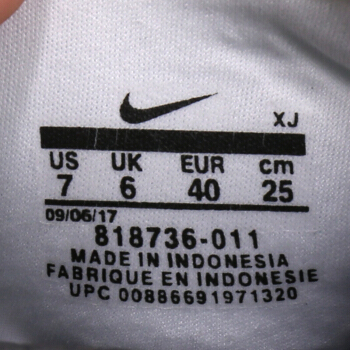 XJ
US UK EUR cm
7 6 40 25
09/06/17
818736-011
MADE IN INDONESIA
FABRIQUE EN INDONESIE
UPC 00886691971320